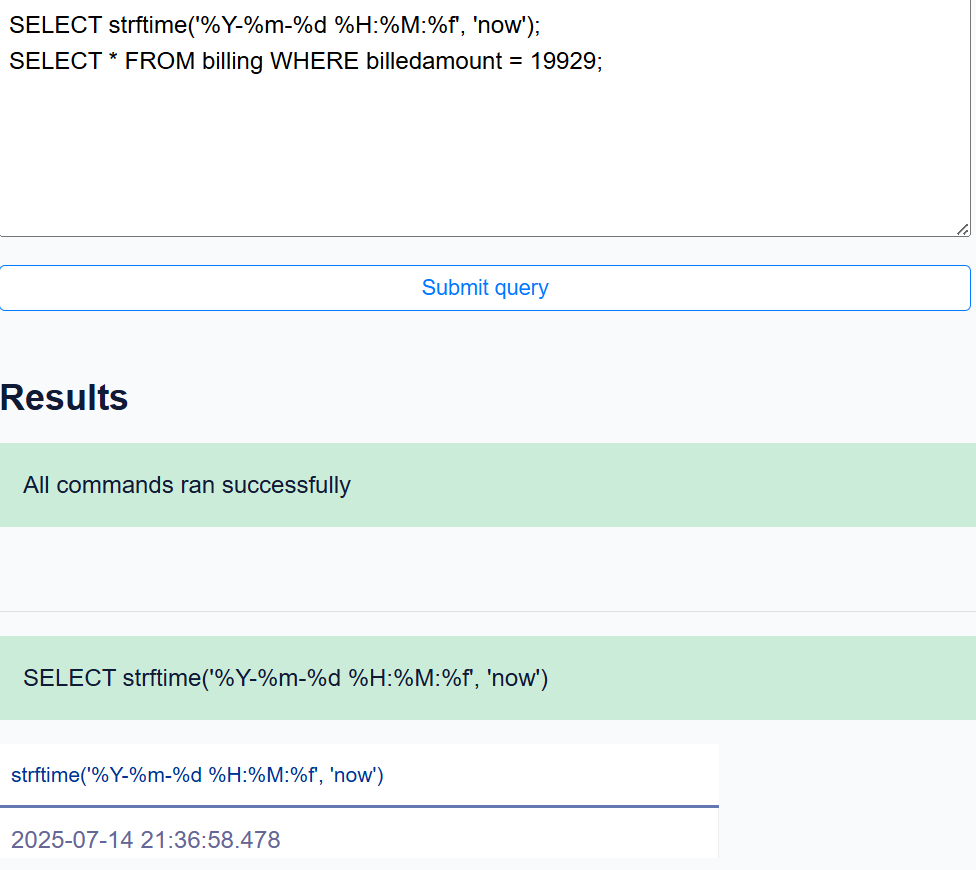 SELECT strftime('%Y-%m-%d %H:%M:%f', 'now');
SELECT * FROM billing WHERE billedamount = 19929;
Submit query
Results
All commands ran successfully
SELECT strftime('%Y-%m-%d %H:%M:%f', 'now')
strftime('%Y-%m-%d %H:%M:%f', 'now')
2025-07-14 21:36:58.478